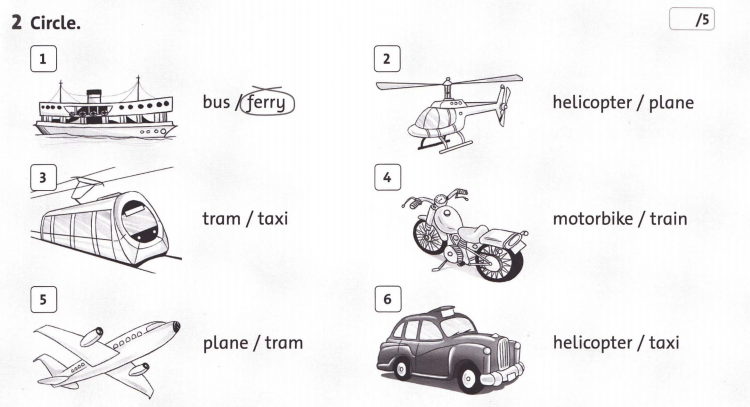 2 Circle.
/5
1
bus / ferry
2
helicopter / plane
3
tram / taxi
4
motorbike / train
5
plane / tram
6
helicopter / taxi